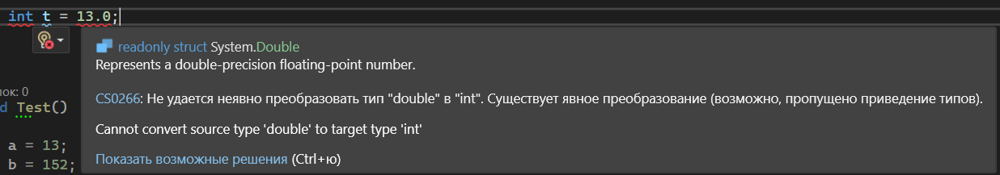 int t = 13.0;
readonly struct System.Double
Represents a double-precision floating-point number.
CS0266: Не удается неявно преобразовать тип "double" в "int". Существует явное преобразование (возможно, пропущено приведение типов).
Cannot convert source type 'double' to target type 'int'
Показать возможные решения (Ctrl+ю)
лок: 0
d Test()
a = 13;
b = 152;